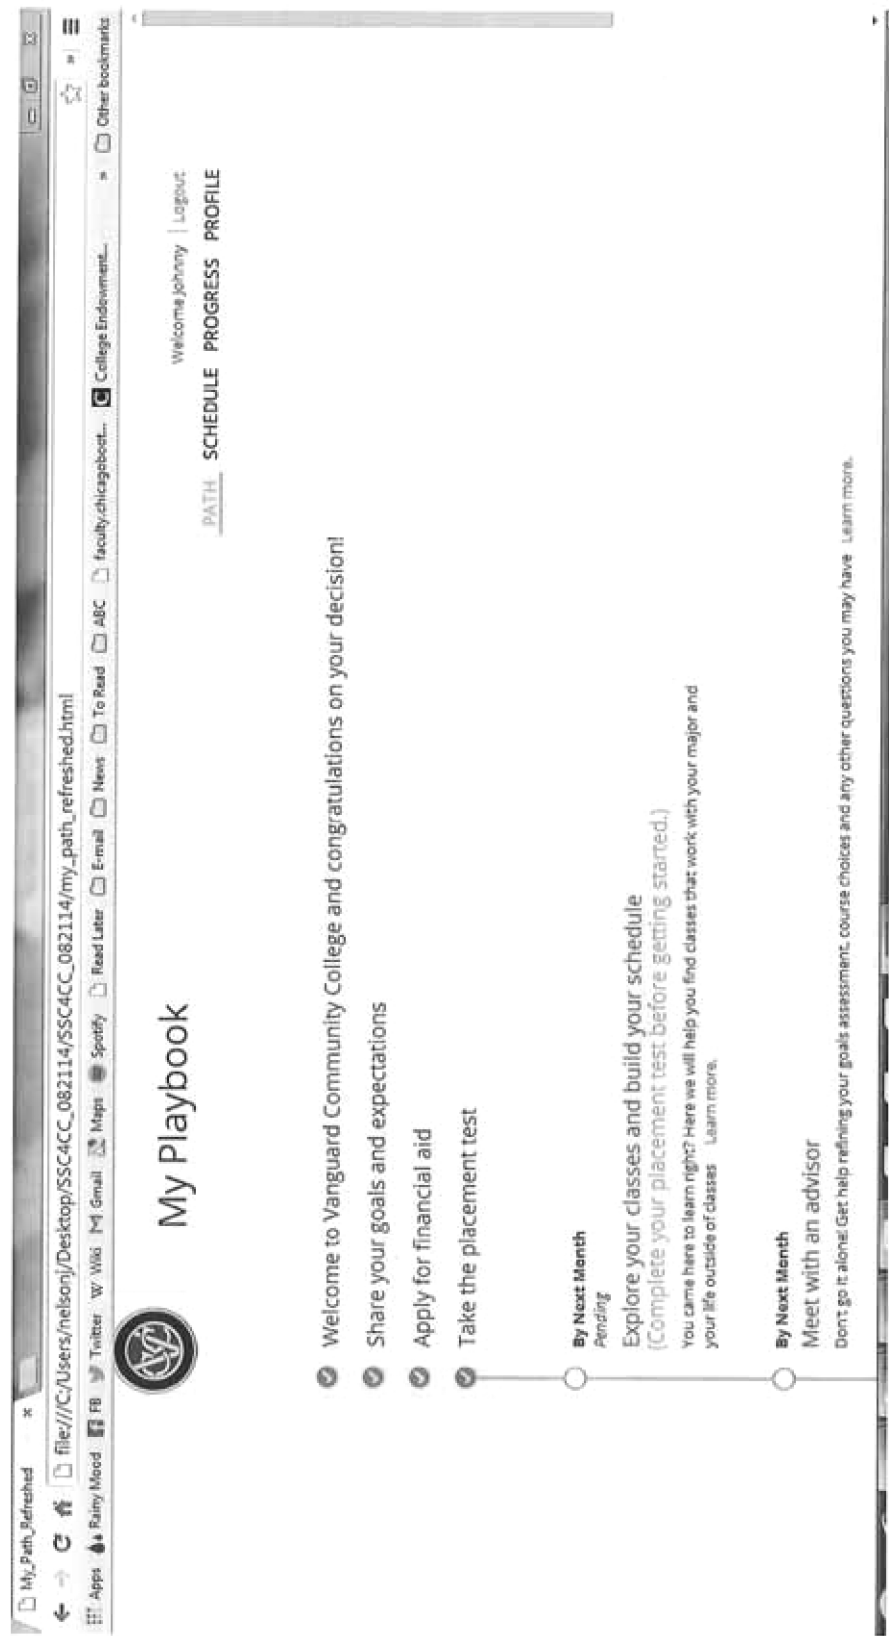 My_Path_Refreshed
file:///C:/Users/nelsonj/Desktop/SSC4CC_082114/SSC4CC_082114/my_path_refreshed.html
Apps Rainy Mood FB Twitter W Wiki Gmail Maps Spotify Read Later E-mail News To Read ABC faculty.chicagoboot... College Endowment... » Other bookmarks
Welcome Johnny | Logout
My Playbook
PATH SCHEDULE PROGRESS PROFILE
Welcome to Vanguard Community College and congratulations on your decision!
Share your goals and expectations
Apply for financial aid
Take the placement test
By Next Month
Pending
Explore your classes and build your schedule
(Complete your placement test before getting started.)
You came here to learn right? Here we will help you find classes that work with your major and
your life outside of classes Learn more.
By Next Month
Meet with an advisor
Don't go it alone! Get help refining your goals assessment, course choices and any other questions you may have Learn more.